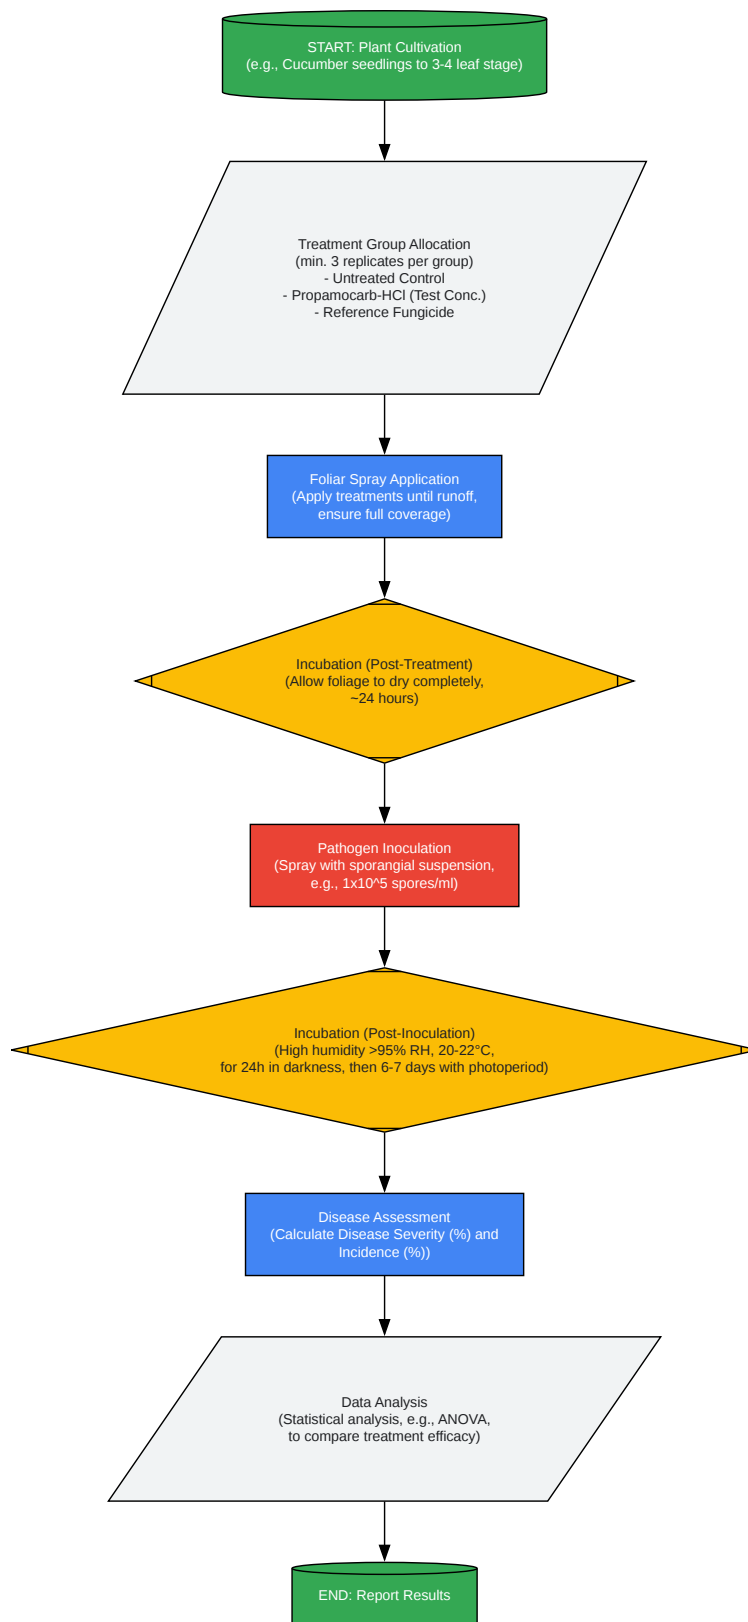 START: Plant Cultivation
(e.g., Cucumber seedlings to 3-4 leaf stage)
Treatment Group Allocation
(min. 3 replicates per group)
- Untreated Control
- Propamocarb-HCl (Test Conc.)
- Reference Fungicide
Foliar Spray Application
(Apply treatments until runoff,
ensure full coverage)
Incubation (Post-Treatment)
(Allow foliage to dry completely,
~24 hours)
Pathogen Inoculation
(Spray with sporangial suspension,
e.g., 1x10^5 spores/ml)
Incubation (Post-Inoculation)
(High humidity >95% RH, 20-22°C,
for 24h in darkness, then 6-7 days with photoperiod)
Disease Assessment
(Calculate Disease Severity (%) and
Incidence (%))
Data Analysis
(Statistical analysis, e.g., ANOVA,
to compare treatment efficacy)
END: Report Results